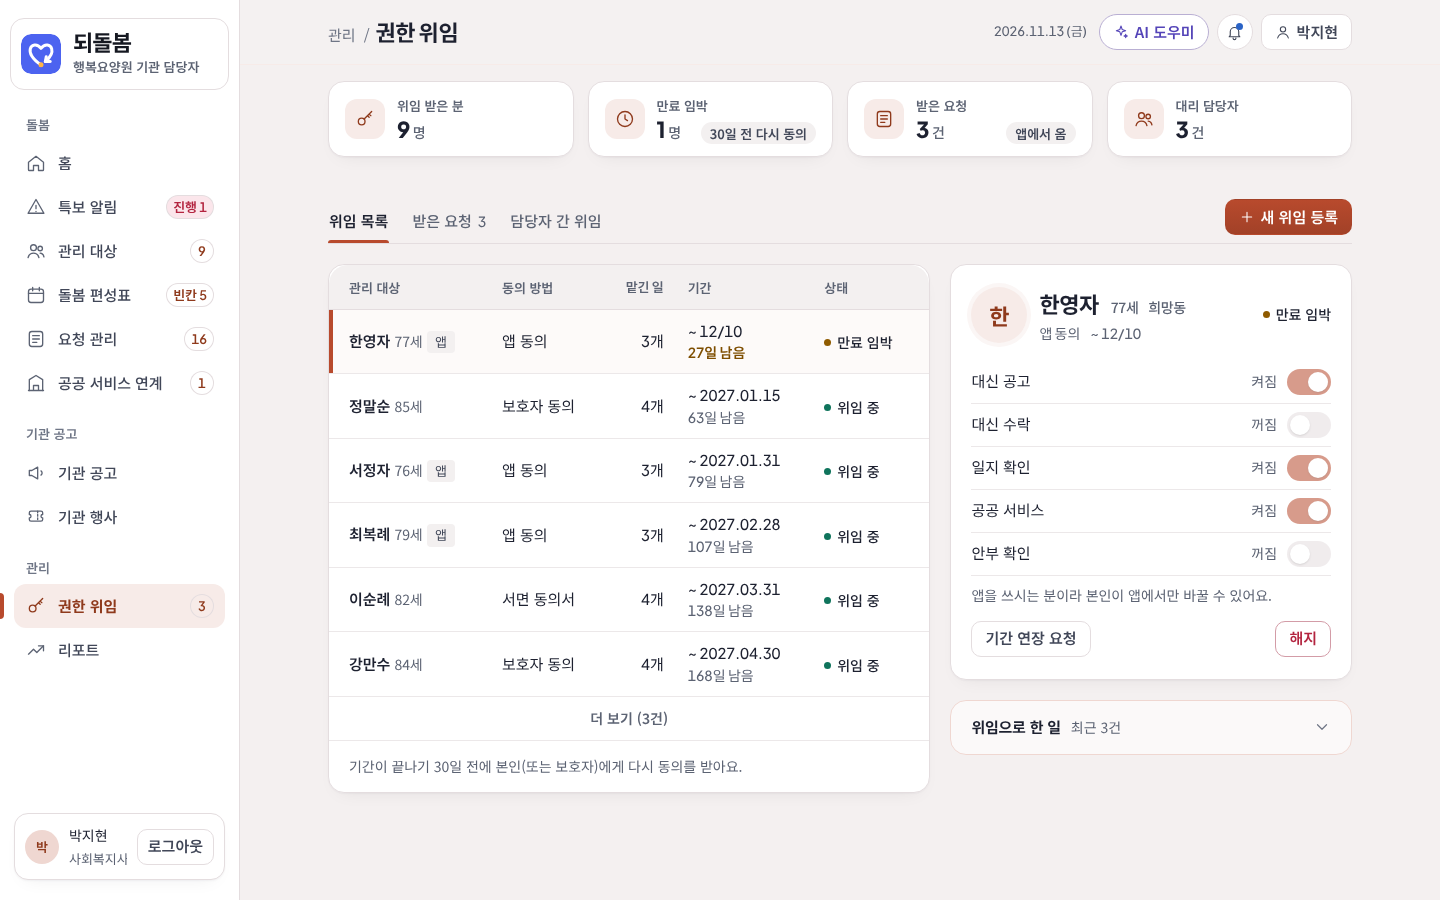 되돌봄
행복요양원 기관 담당자
돌봄
홈
특보 알림 진행 1
관리 대상 9
돌봄 편성표 빈칸 5
요청 관리 16
공공 서비스 연계 1
기관 공고
기관 공고
기관 행사
관리
권한 위임 3
리포트
박 박지현
사회복지사
로그아웃
관리 / 권한 위임
2026.11.13(금) AI 도우미 박지현
위임 받은 분
9명
만료 임박
1명 30일 전 다시 동의
받은 요청
3건 앱에서 옴
대리 담당자
3건
위임 목록 받은 요청 3 담당자 간 위임
+ 새 위임 등록
관리 대상 동의 방법 맡긴 일 기간 상태
한영자 77세 앱 앱 동의 3개 ~ 12/10 만료 임박
27일 남음
정말순 85세 보호자 동의 4개 ~ 2027.01.15 위임 중
63일 남음
서정자 76세 앱 앱 동의 3개 ~ 2027.01.31 위임 중
79일 남음
최복례 79세 앱 앱 동의 3개 ~ 2027.02.28 위임 중
107일 남음
이순례 82세 서면 동의서 4개 ~ 2027.03.31 위임 중
138일 남음
강만수 84세 보호자 동의 4개 ~ 2027.04.30 위임 중
168일 남음
더 보기 (3건)
기간이 끝나기 30일 전에 본인(또는 보호자)에게 다시 동의를 받아요.
한 한영자 77세 희망동 만료 임박
앱 동의 ~ 12/10
대신 공고 켜짐
대신 수락 꺼짐
일지 확인 켜짐
공공 서비스 켜짐
안부 확인 꺼짐
앱을 쓰시는 분이라 본인이 앱에서만 바꿀 수 있어요.
기간 연장 요청 해지
위임으로 한 일 최근 3건